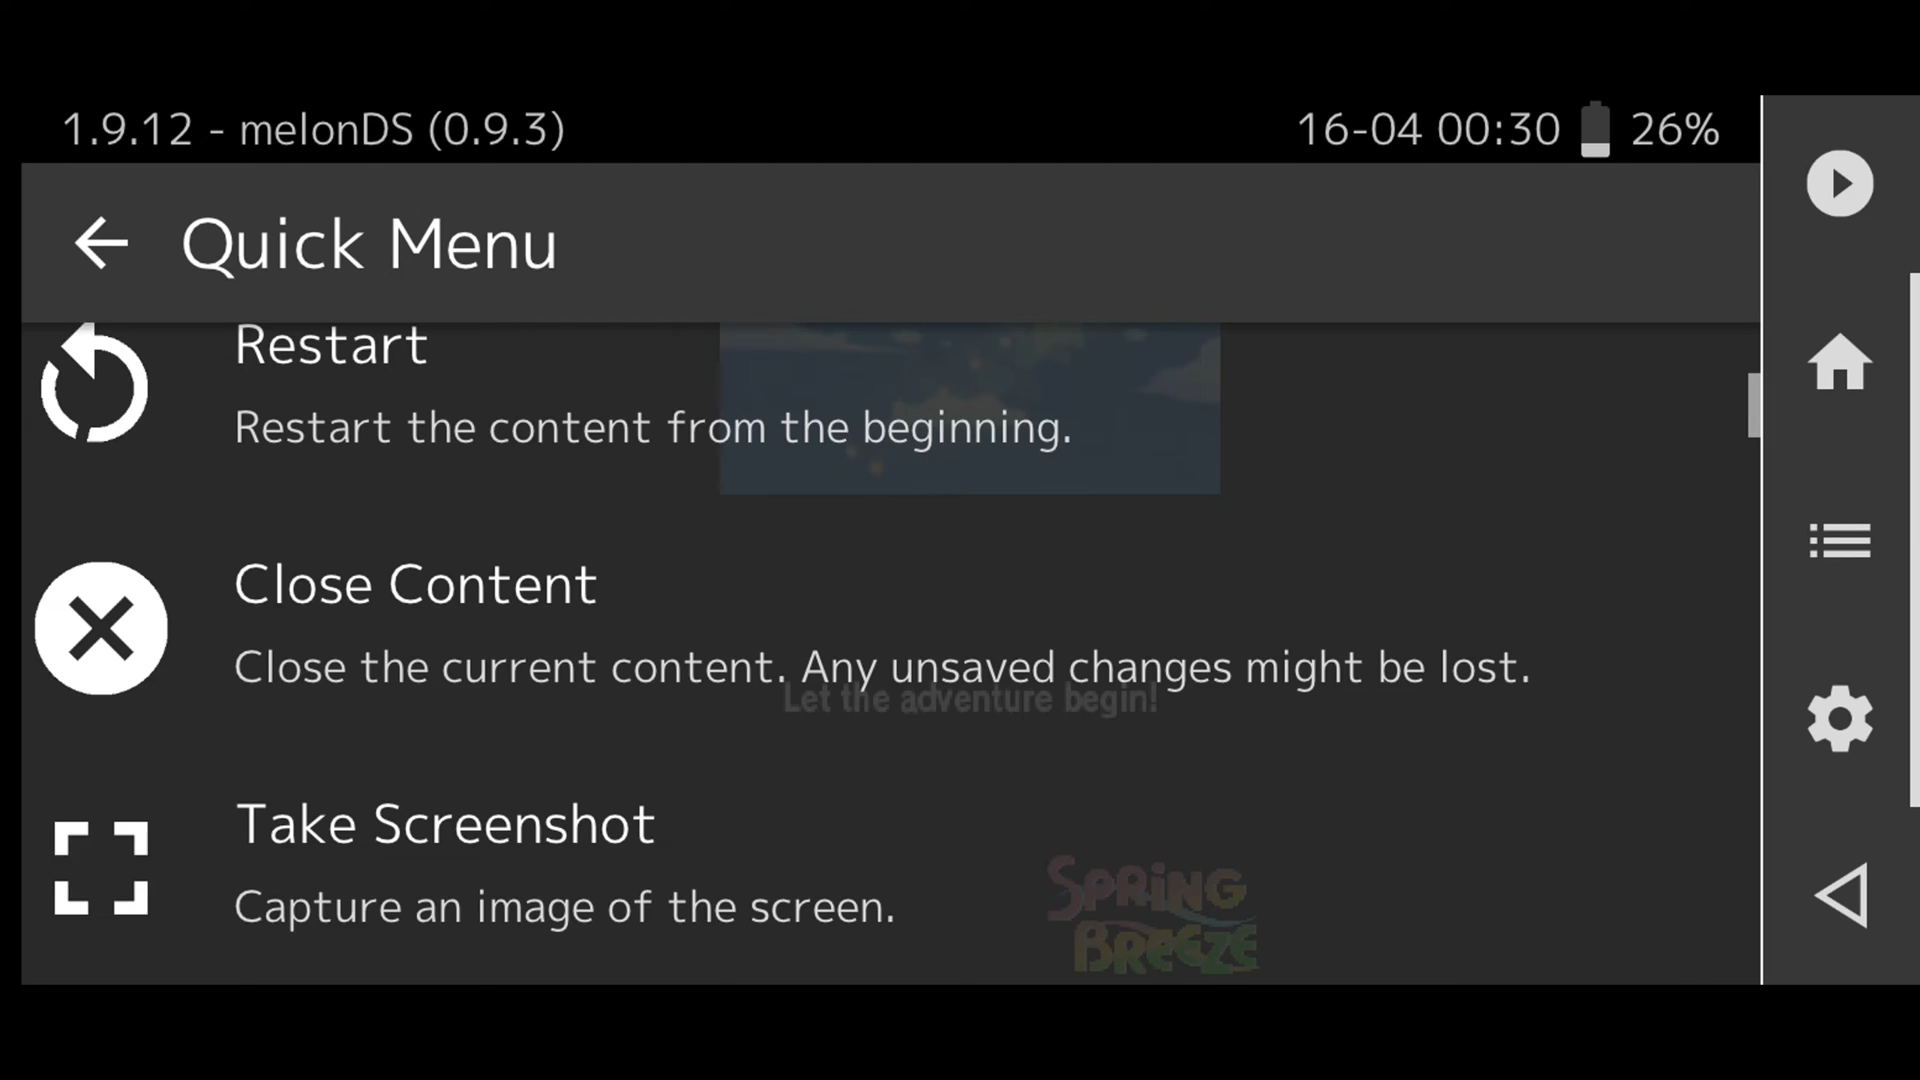 1.9.12 - melonDS (0.9.3)
16-04 00:30 26%
Quick Menu
Restart
Restart the content from the beginning.
Close Content
Close the current content. Any unsaved changes might be lost.
Let the adventure begin!
Take Screenshot
Capture an image of the screen.
SPRING
BREEZE